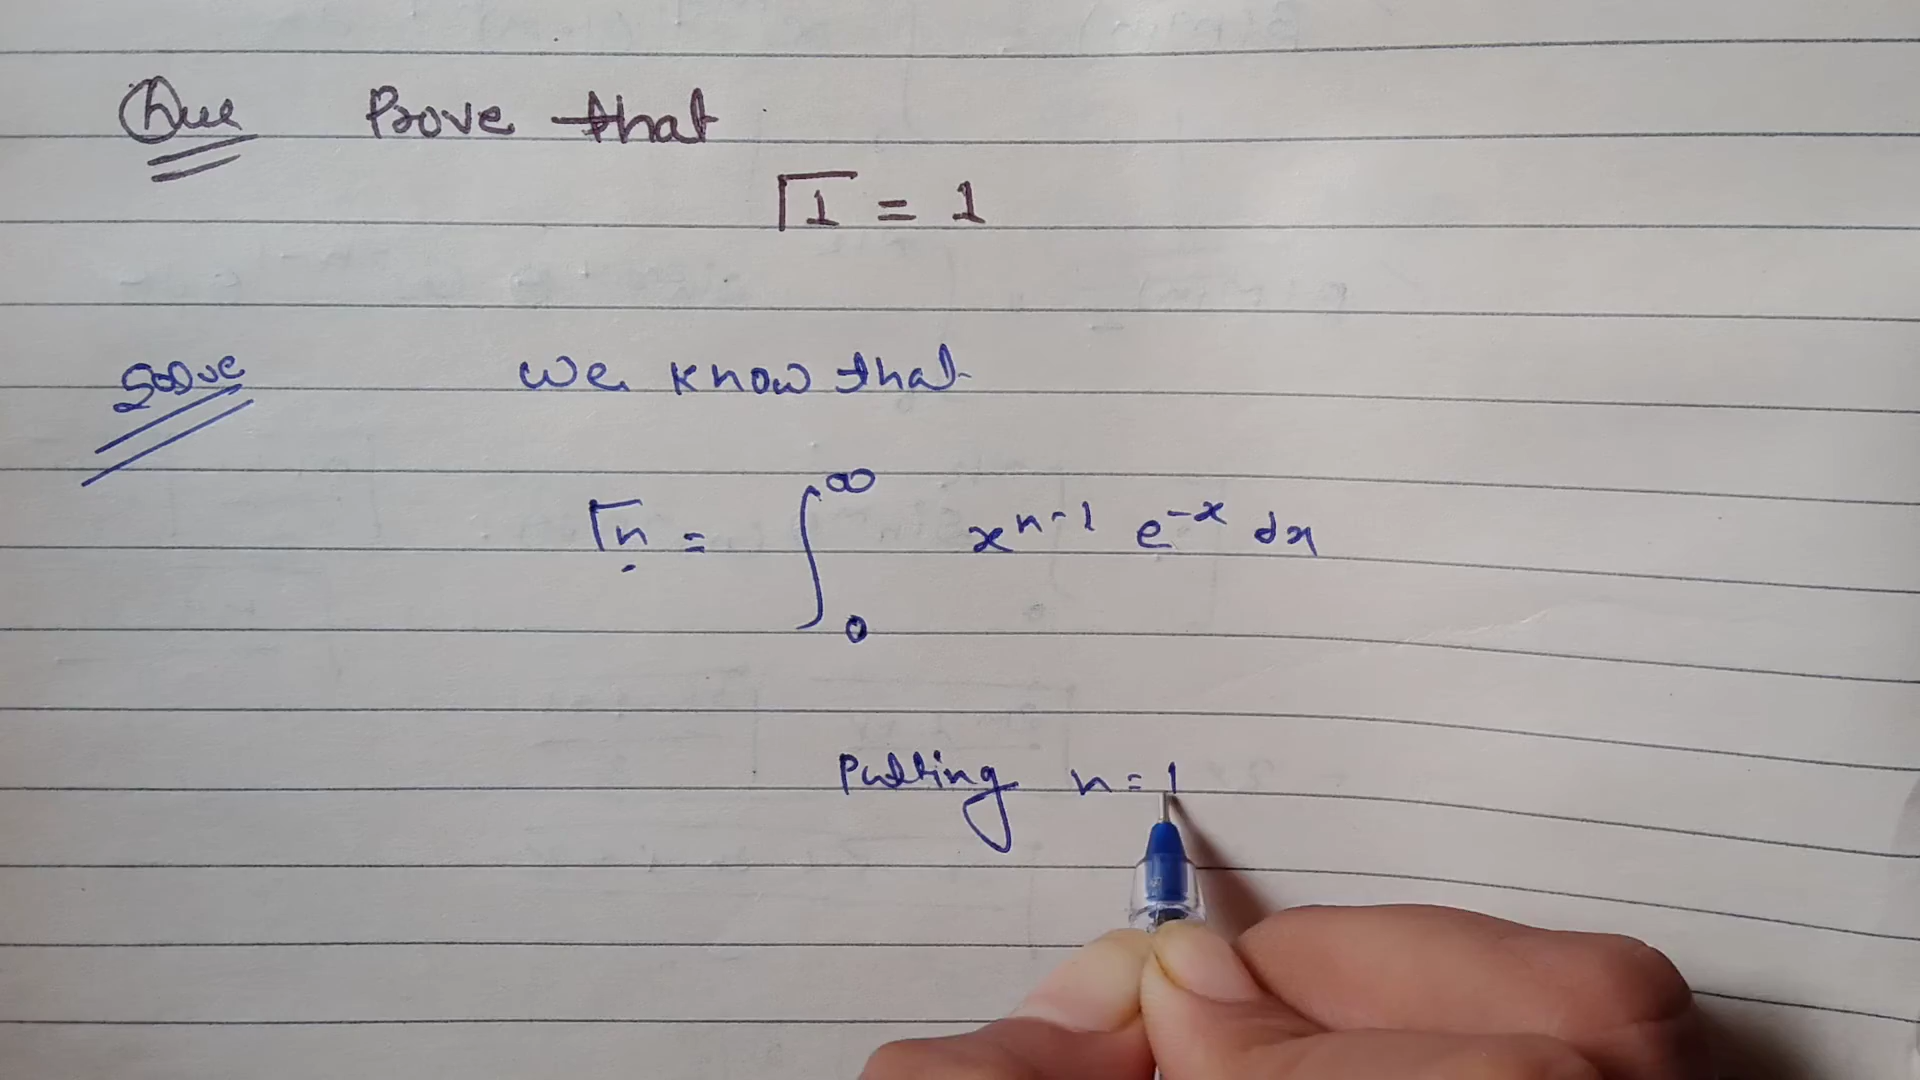 Que Prove that
Γ1 = 1
Solve We know that
Γn = ∫₀^∞ x^{n-1} e^{-x} dx
Putting n = 1